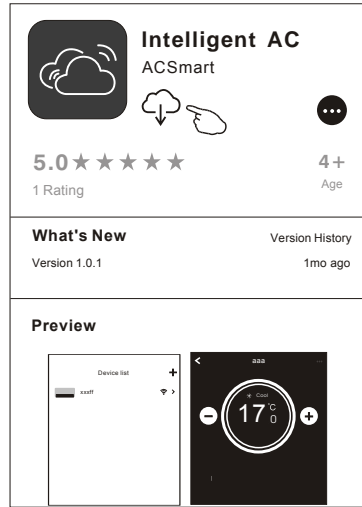 Intelligent AC
ACSmart
5.0 ★★★★★
4+
1 Rating
Age
What's New
Version History
Version 1.0.1
1mo ago
Preview
Device list +
xxxff
aaa
Cool
17 °C
0